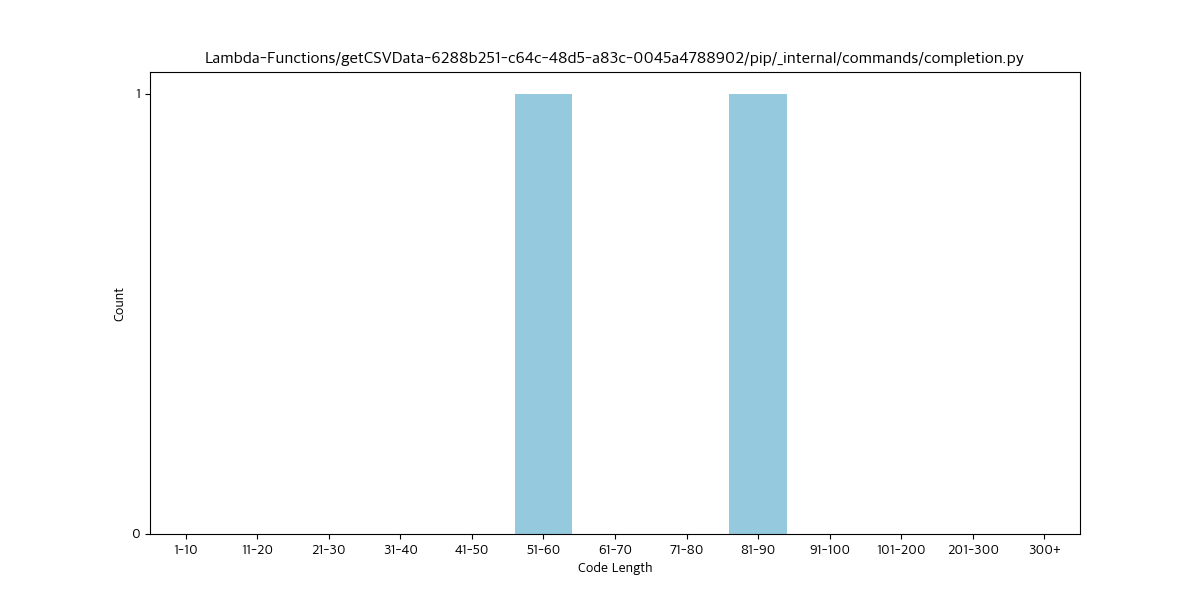 Lambda-Functions/getCSVData-6288b251-c64c-48d5-a83c-0045a4788902/pip/_internal/commands/completion.py
1
Count
0
1-10 11-20 21-30 31-40 41-50 51-60 61-70 71-80 81-90 91-100 101-200 201-300 300+
Code Length